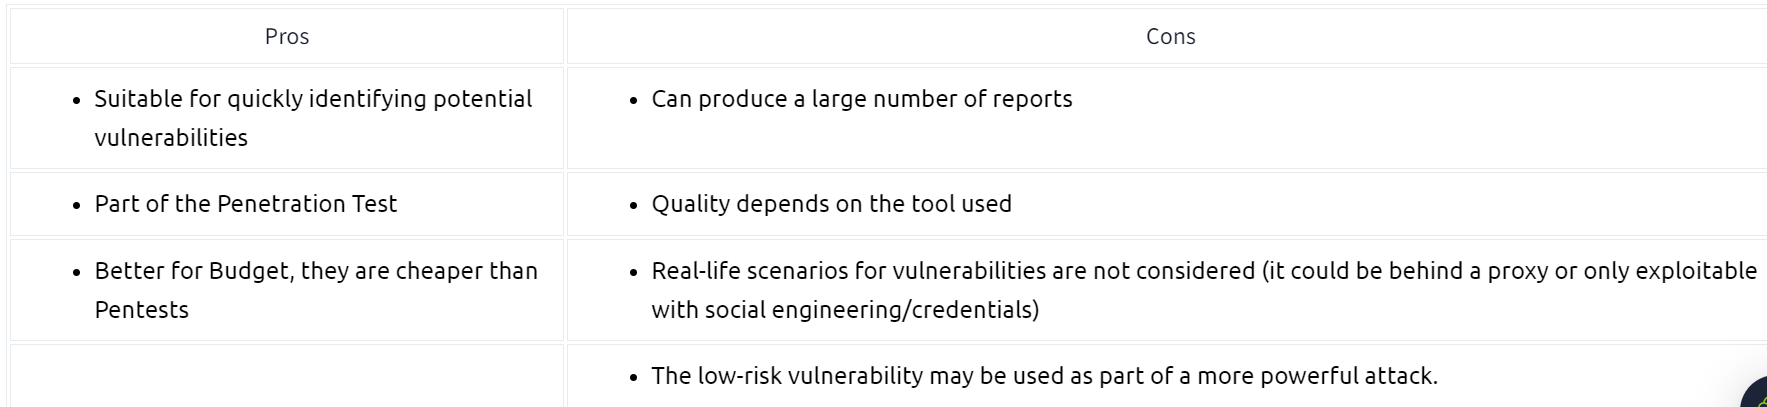 Pros
Cons
• Suitable for quickly identifying potential
vulnerabilities
• Can produce a large number of reports
• Part of the Penetration Test
• Quality depends on the tool used
• Better for Budget, they are cheaper than
Pentests
• Real-life scenarios for vulnerabilities are not considered (it could be behind a proxy or only exploitable
with social engineering/credentials)
• The low-risk vulnerability may be used as part of a more powerful attack.